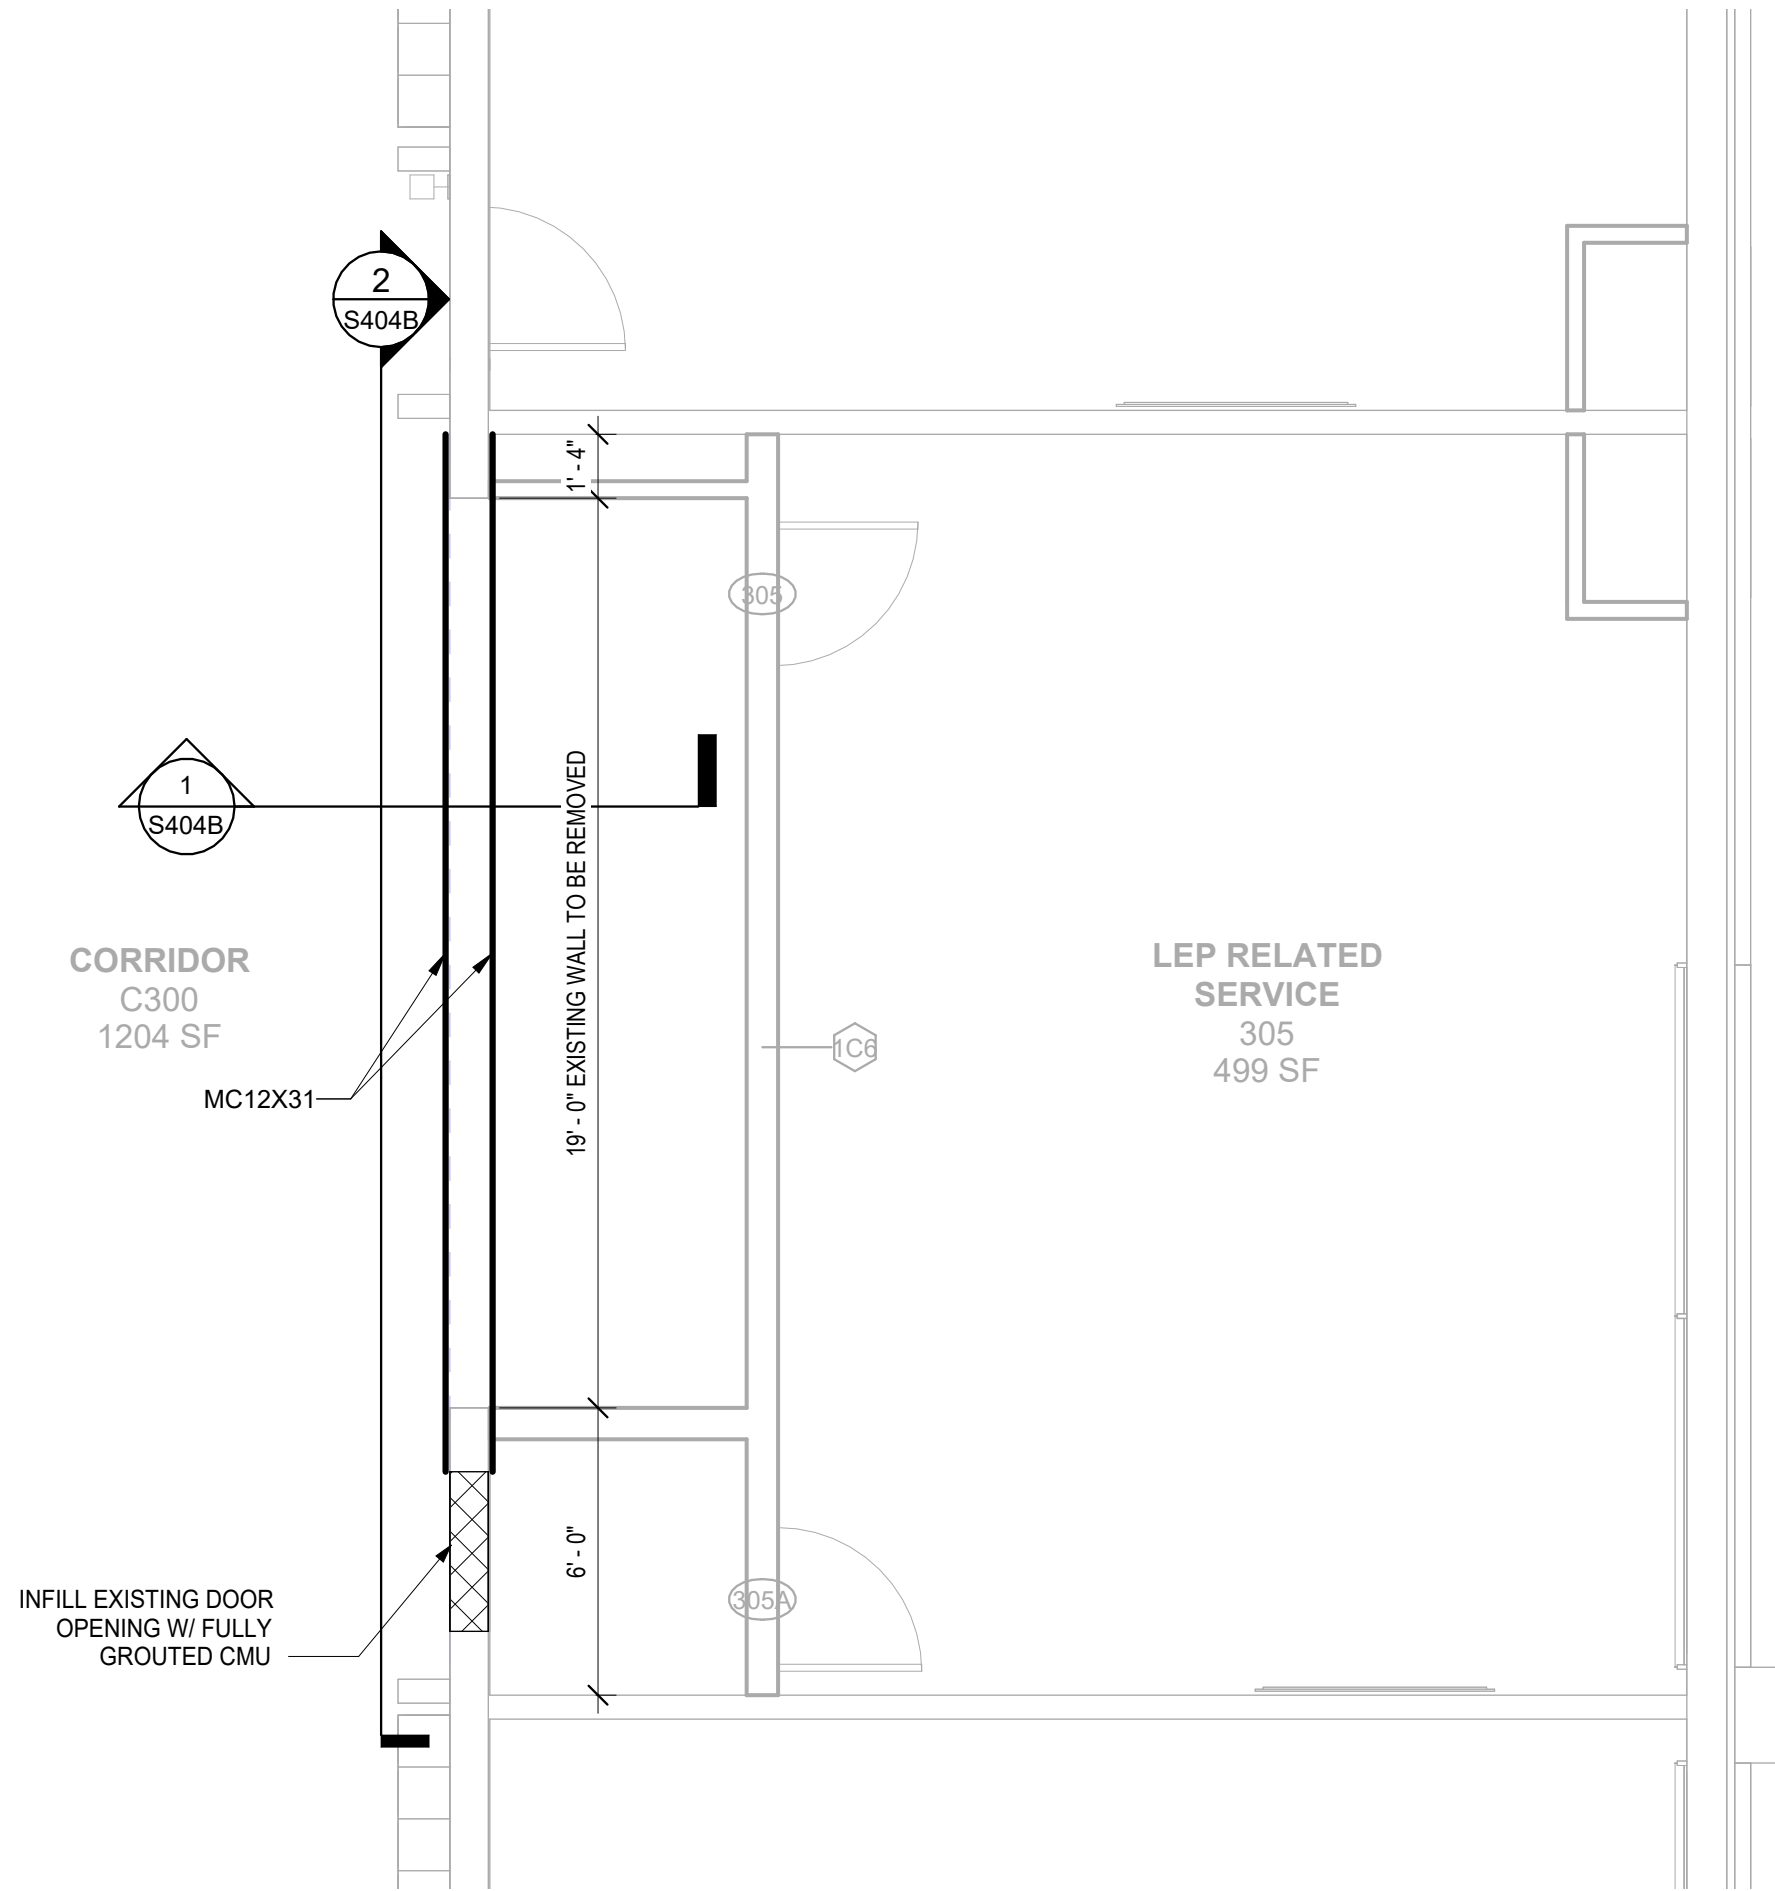 2
S404B
1' - 4"
305
1
S404B
19' - 0" EXISTING WALL TO BE REMOVED
CORRIDOR
C300
1204 SF
LEP RELATED
SERVICE
305
499 SF
1C6
MC12X31
6' - 0"
305A
INFILL EXISTING DOOR
OPENING W/ FULLY
GROUTED CMU